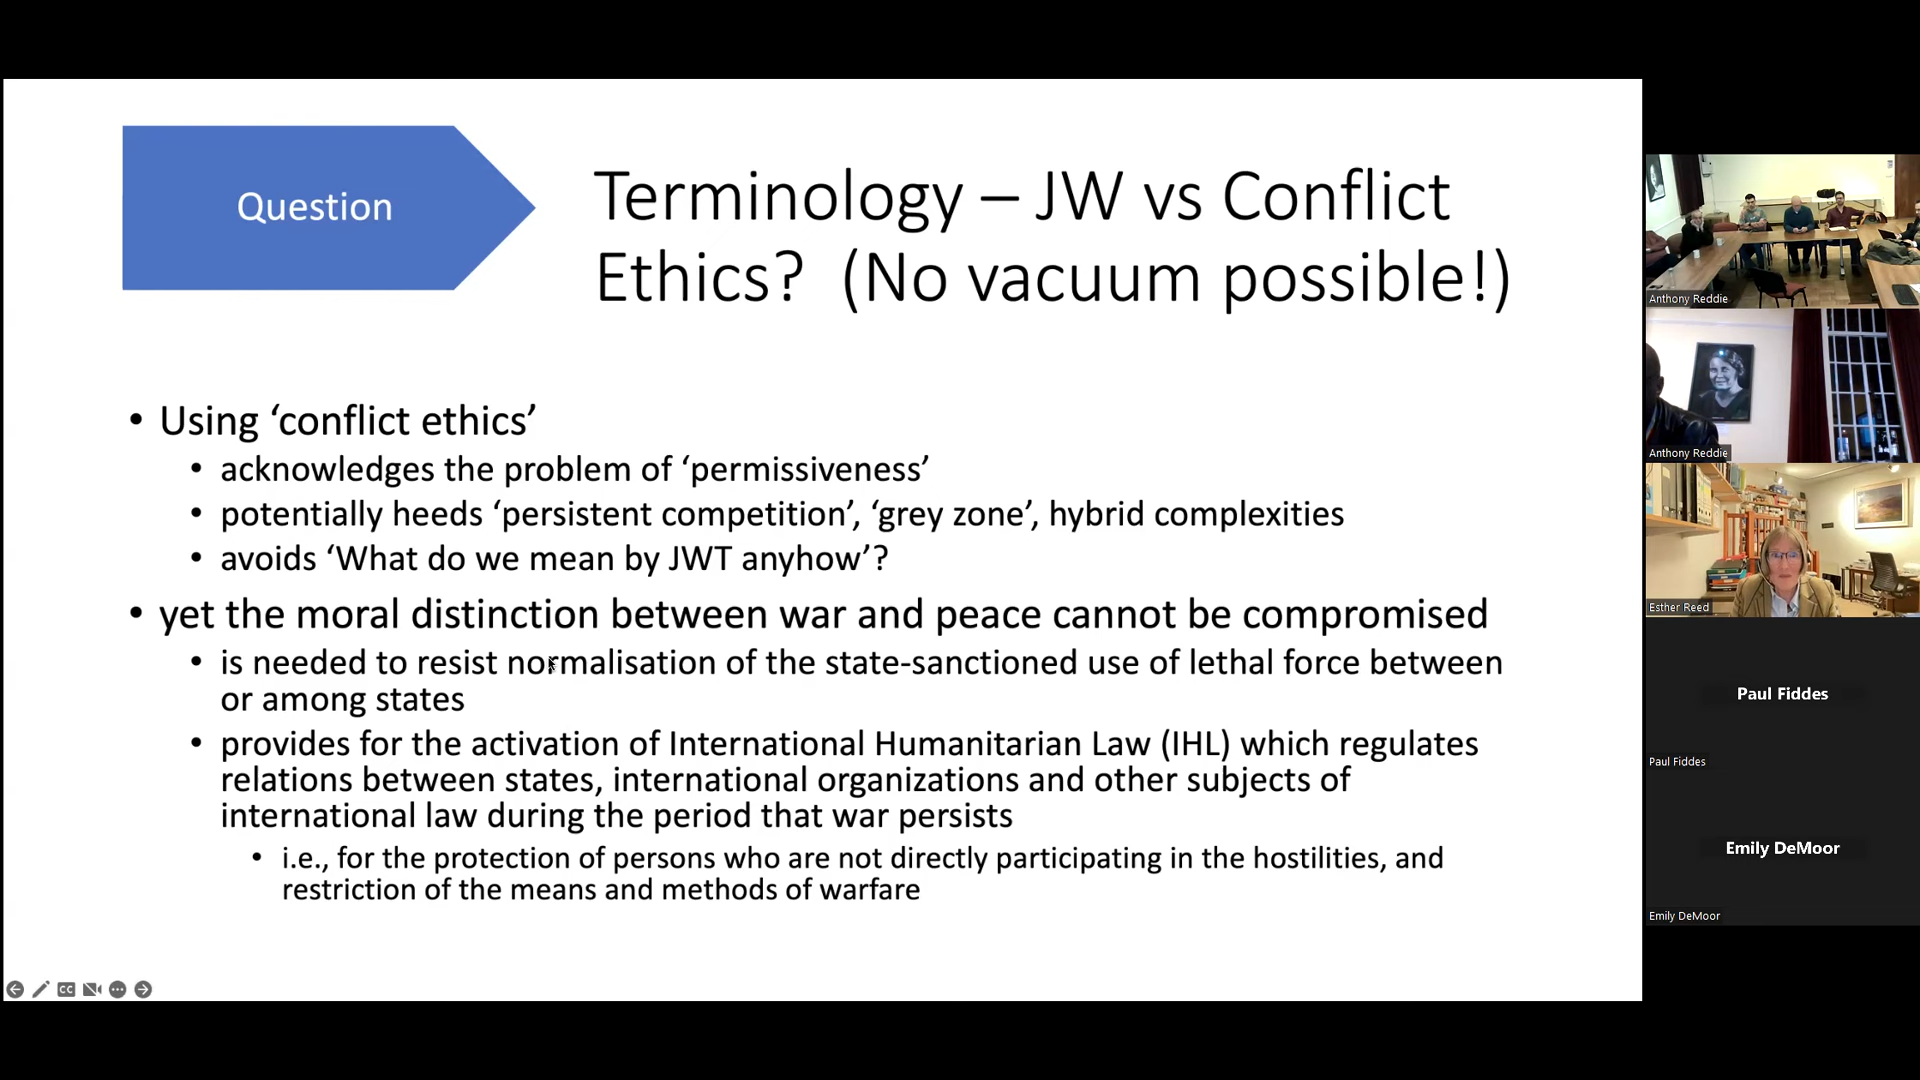 Question
Terminology – JW vs Conflict
Ethics?  (No vacuum possible!)
• Using ‘conflict ethics’
• acknowledges the problem of ‘permissiveness’
• potentially heeds ‘persistent competition’, ‘grey zone’, hybrid complexities
• avoids ‘What do we mean by JWT anyhow’?
• yet the moral distinction between war and peace cannot be compromised
• is needed to resist normalisation of the state-sanctioned use of lethal force between
or among states
• provides for the activation of International Humanitarian Law (IHL) which regulates
relations between states, international organizations and other subjects of
international law during the period that war persists
• i.e., for the protection of persons who are not directly participating in the hostilities, and
restriction of the means and methods of warfare
CC
Anthony Reddie
Anthony Reddie
Esther Reed
Paul Fiddes
Paul Fiddes
Emily DeMoor
Emily DeMoor